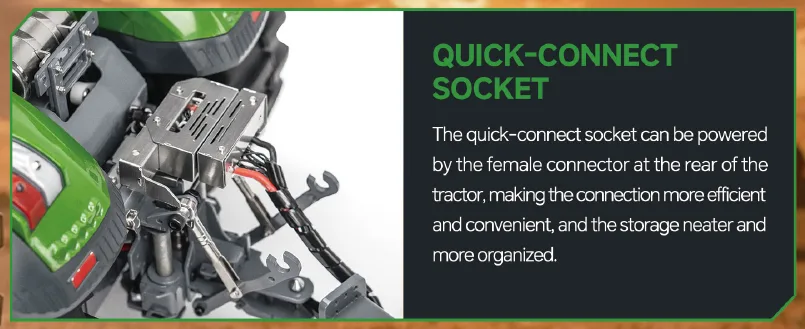 QUICK-CONNECT
SOCKET
The quick-connect socket can be powered
by the female connector at the rear of the
tractor, making the connection more efficient
and convenient, and the storage neater and
more organized.